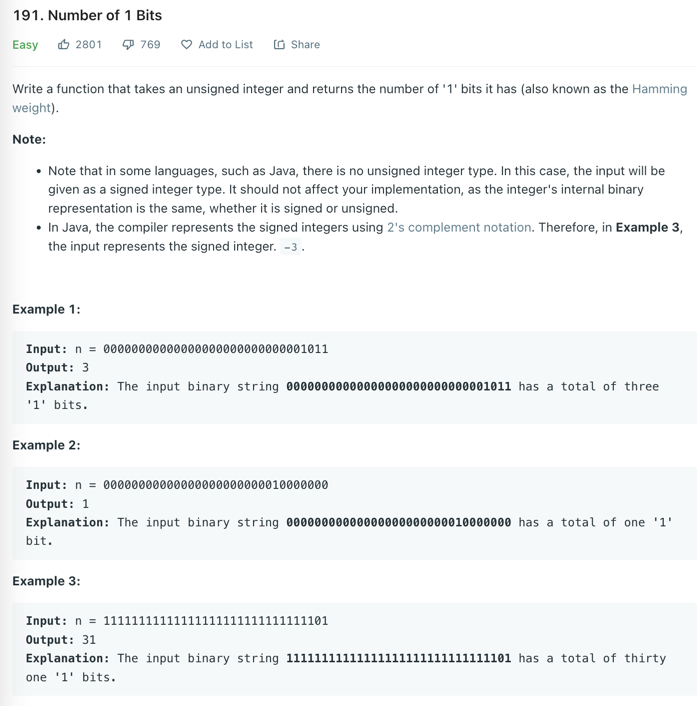 191. Number of 1 Bits
Easy 2801 769 Add to List Share
Write a function that takes an unsigned integer and returns the number of '1' bits it has (also known as the Hamming
weight).
Note:
• Note that in some languages, such as Java, there is no unsigned integer type. In this case, the input will be
given as a signed integer type. It should not affect your implementation, as the integer's internal binary
representation is the same, whether it is signed or unsigned.
• In Java, the compiler represents the signed integers using 2's complement notation. Therefore, in Example 3,
the input represents the signed integer. -3.
Example 1:
Input: n = 00000000000000000000000000001011
Output: 3
Explanation: The input binary string 00000000000000000000000000001011 has a total of three
'1' bits.
Example 2:
Input: n = 00000000000000000000000010000000
Output: 1
Explanation: The input binary string 00000000000000000000000010000000 has a total of one '1'
bit.
Example 3:
Input: n = 11111111111111111111111111111101
Output: 31
Explanation: The input binary string 11111111111111111111111111111101 has a total of thirty
one '1' bits.